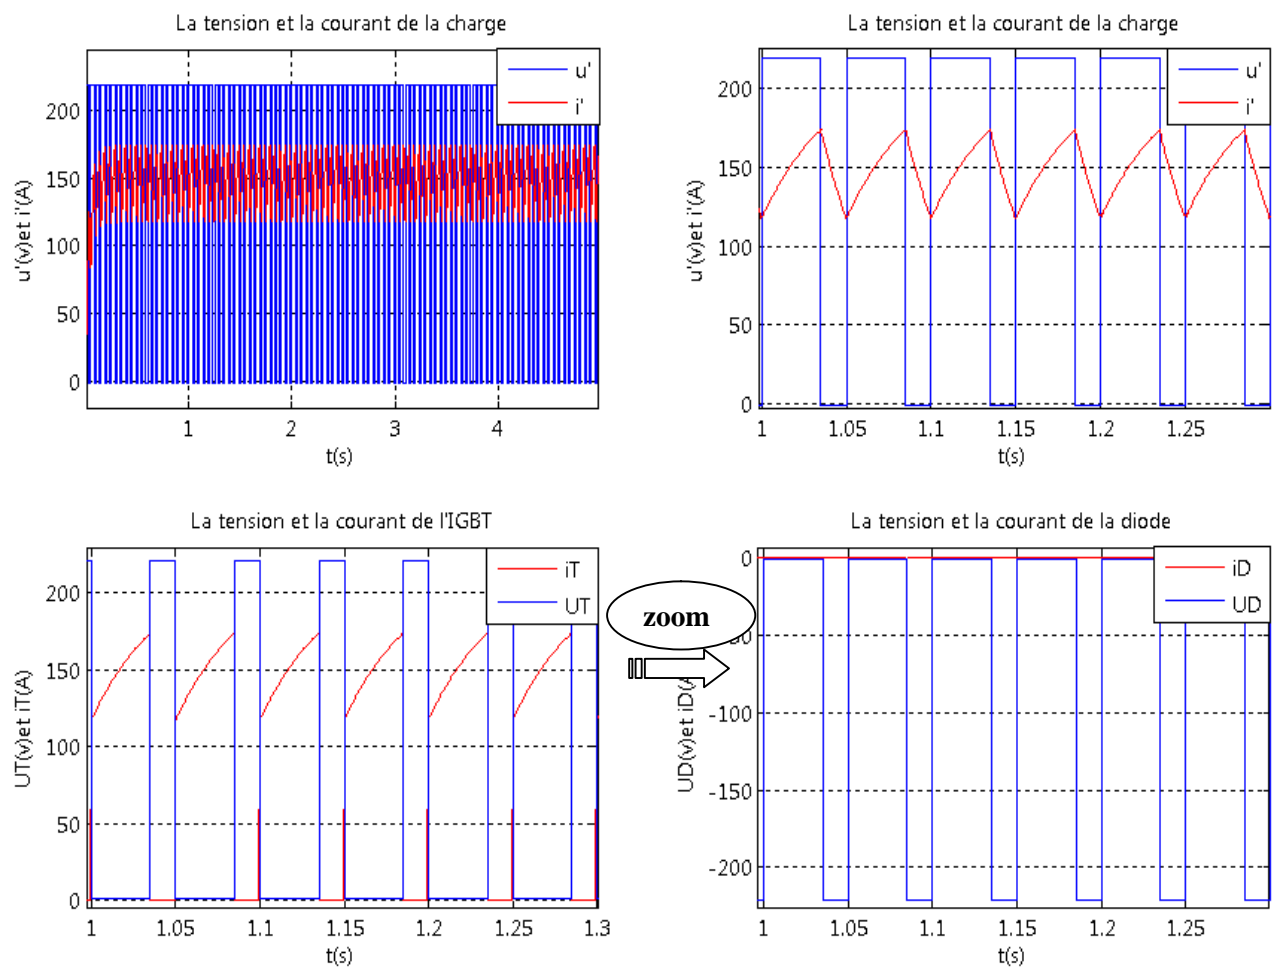 La tension et la courant de la charge
u'
i'
200
150
100
50
0
u'(v)et i'(A)
1
2
3
4
t(s)
La tension et la courant de la charge
u'
i'
200
150
100
50
0
u'(v)et i'(A)
1
1.05
1.1
1.15
1.2
1.25
t(s)
La tension et la courant de l'IGBT
iT
UT
200
150
100
50
0
UT(v)et iT(A)
1
1.05
1.1
1.15
1.2
1.25
1.3
t(s)
zoom
La tension et la courant de la diode
iD
UD
0
-100
-150
-200
UD(v)et
1
1.05
1.1
1.15
1.2
1.25
t(s)